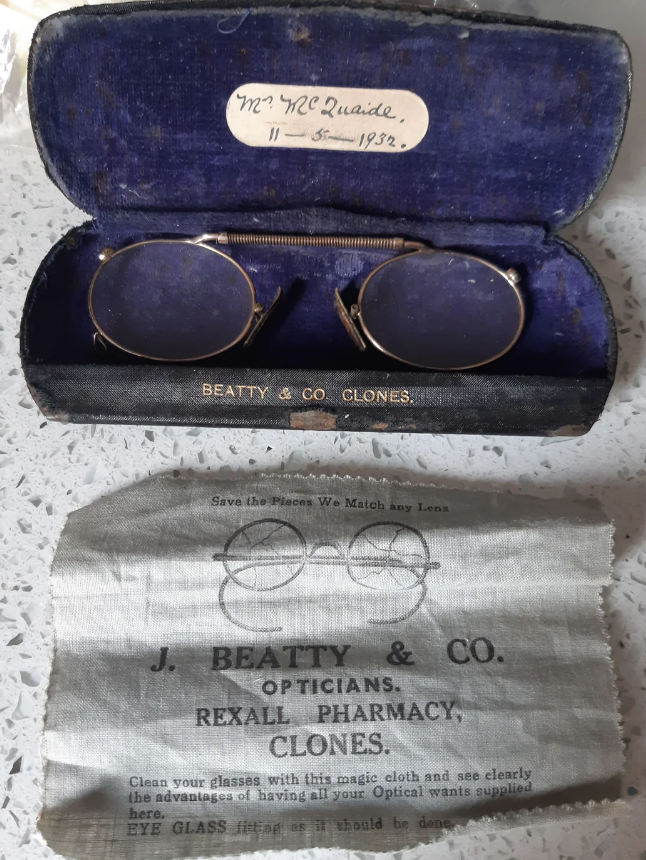 Mr. McQuaide.
11 — 5 — 1932.
BEATTY & CO. CLONES.
Save the Pieces We Match any Lens
J. BEATTY & CO.
OPTICIANS.
REXALL PHARMACY,
CLONES.
Clean your glasses with this magic cloth and see clearly
the advantages of having all your Optical wants supplied
here.
EYE GLASS fitting as it should be done.